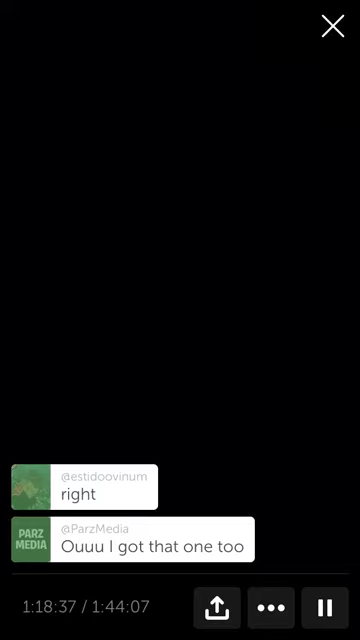 @estidoovinum
right
PARZ
MEDIA
@ParzMedia
Ouuu I got that one too
1:18:37 / 1:44:07